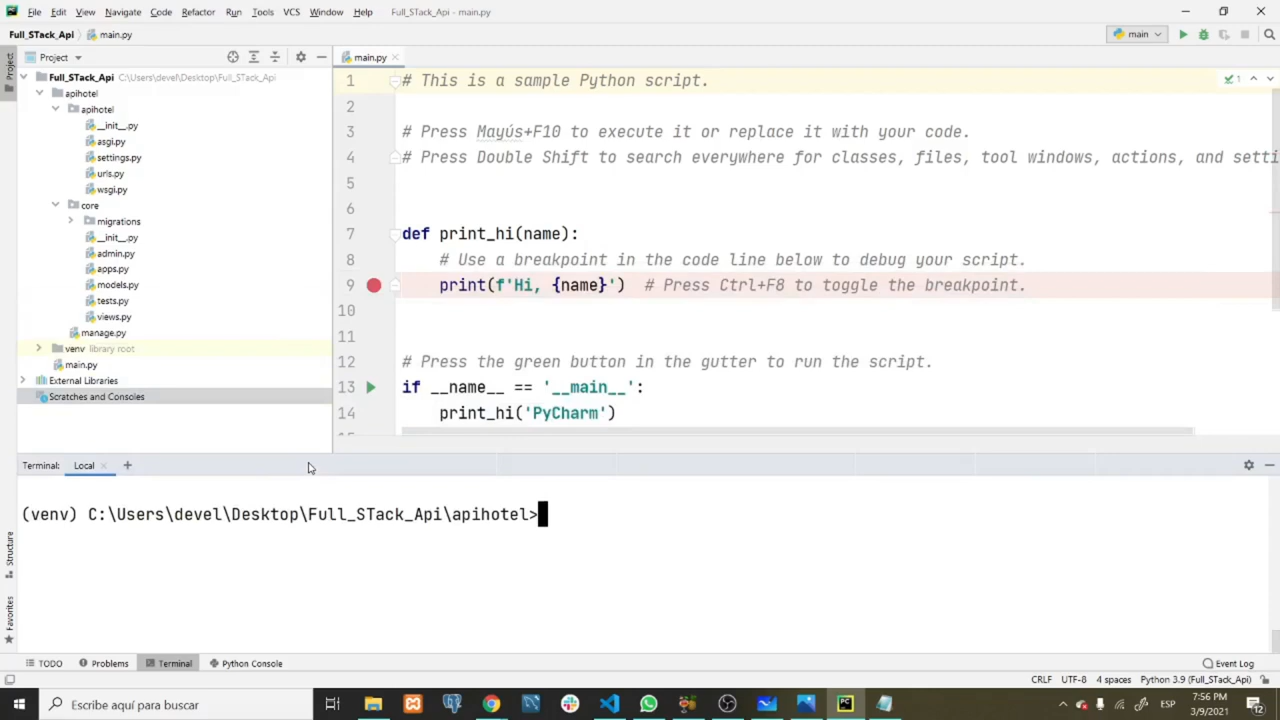 File Edit View Navigate Code Refactor Run Tools VCS Window Help Full_STack_Api - main.py
Full_STack_Api main.py main
Project
main.py
Project
Full_STack_Api C:\Users\devel\Desktop\Full_STack_Api
apihotel
apihotel
__init__.py
asgi.py
settings.py
urls.py
wsgi.py
core
migrations
__init__.py
admin.py
apps.py
models.py
tests.py
views.py
manage.py
venv library root
main.py
External Libraries
Scratches and Consoles
1 # This is a sample Python script. 1
2
3 # Press Mayús+F10 to execute it or replace it with your code.
4 # Press Double Shift to search everywhere for classes, files, tool windows, actions, and setti
5
6
7 def print_hi(name):
8 # Use a breakpoint in the code line below to debug your script.
9 print(f'Hi, {name}') # Press Ctrl+F8 to toggle the breakpoint.
10
11
12 # Press the green button in the gutter to run the script.
13 if __name__ == '__main__':
14 print_hi('PyCharm')
Terminal: Local
(venv) C:\Users\devel\Desktop\Full_STack_Api\apihotel>
Structure
Favorites
TODO Problems Terminal Python Console Event Log
CRLF UTF-8 4 spaces Python 3.9 (Full_STack_Api)
Escribe aquí para buscar
ESP
7:56 PM
3/9/2021
12